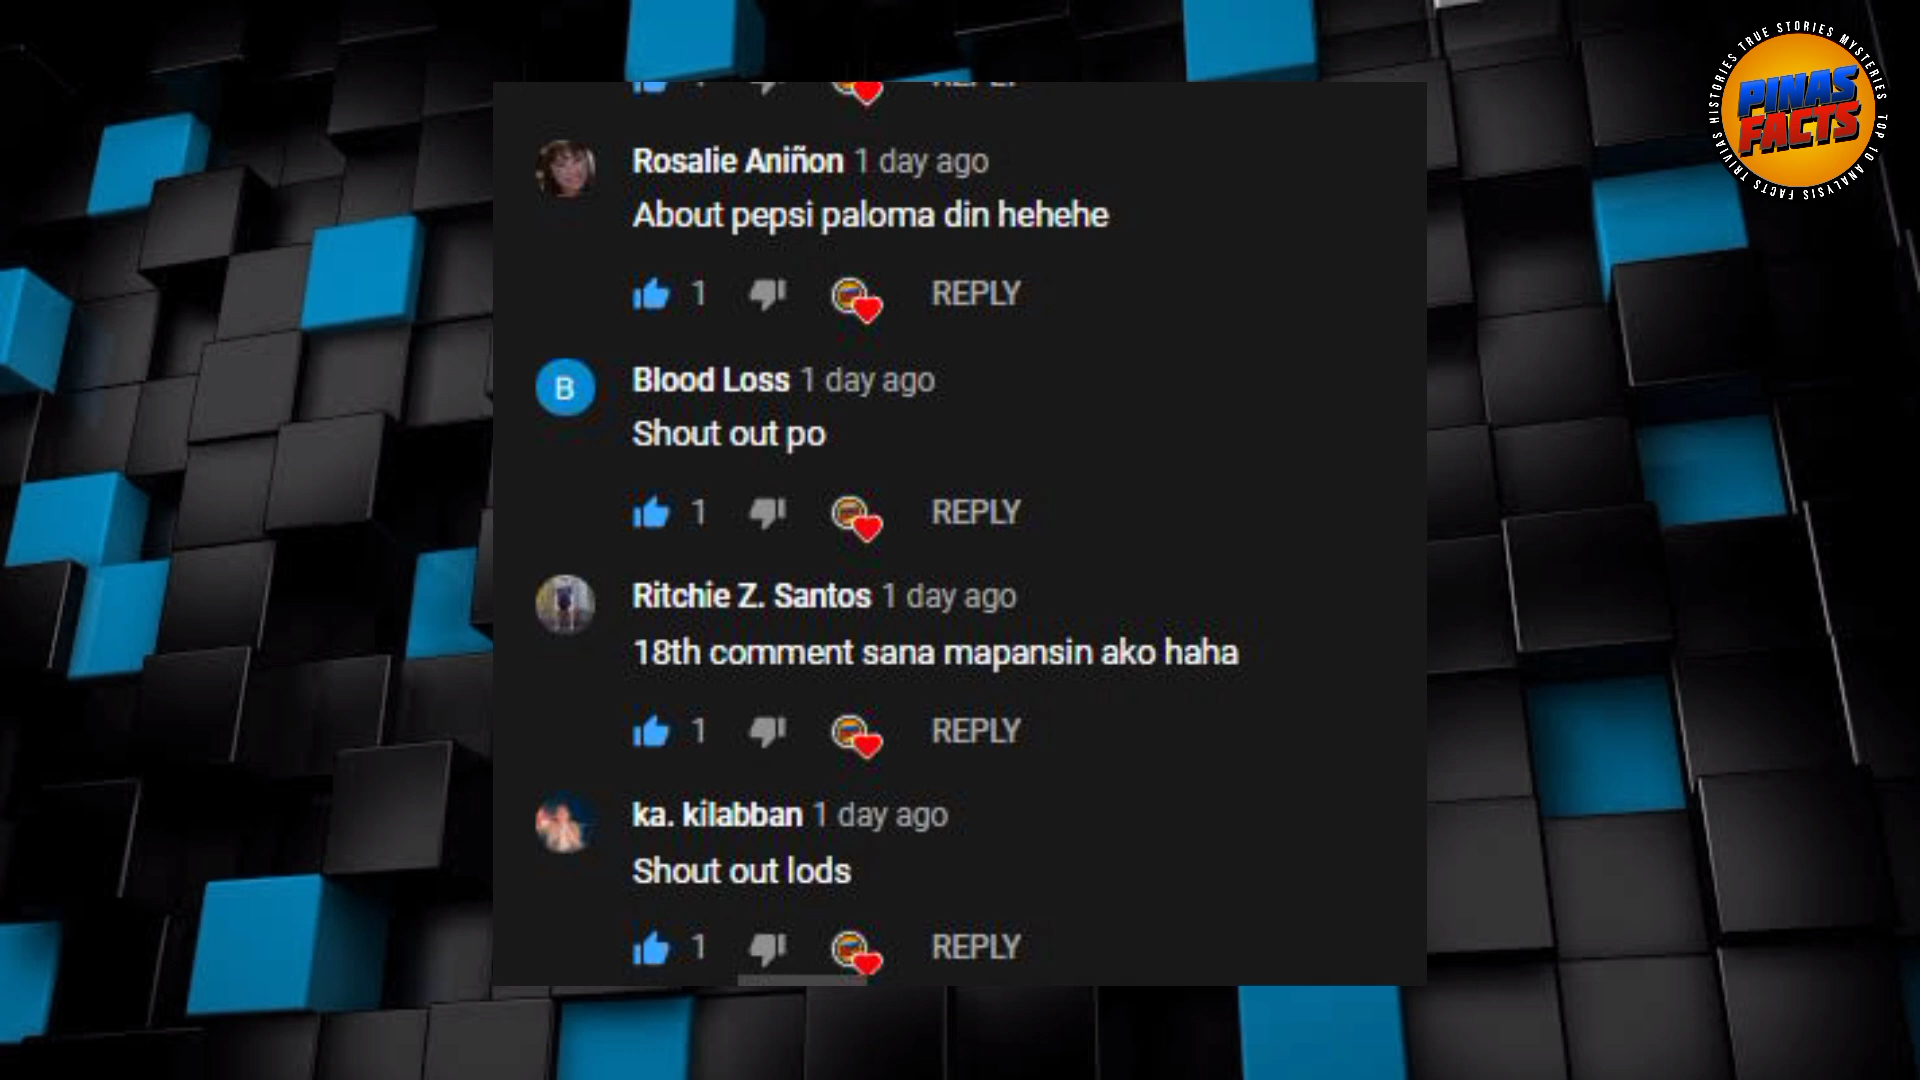 REPLY
Rosalie Aniñon 1 day ago
About pepsi paloma din hehehe
1 REPLY
B
Blood Loss 1 day ago
Shout out po
1 REPLY
Ritchie Z. Santos 1 day ago
18th comment sana mapansin ako haha
1 REPLY
ka. kilabban 1 day ago
Shout out lods
1 REPLY
HISTORIES TRUE STORIES MYSTERIES TOP 10 ANALYSIS FACTS TRIVIAS
PINAS
FACTS